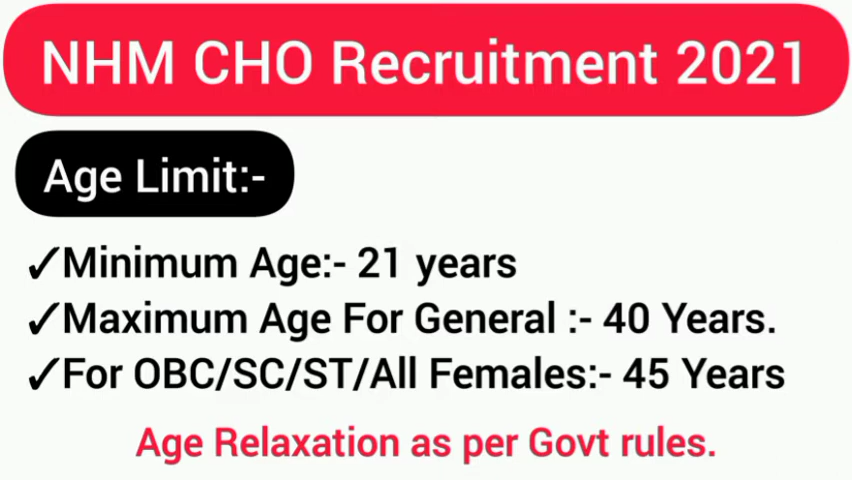 NHM CHO Recruitment 2021
Age Limit:-
✓Minimum Age:- 21 years
✓Maximum Age For General :- 40 Years.
✓For OBC/SC/ST/All Females:- 45 Years
Age Relaxation as per Govt rules.